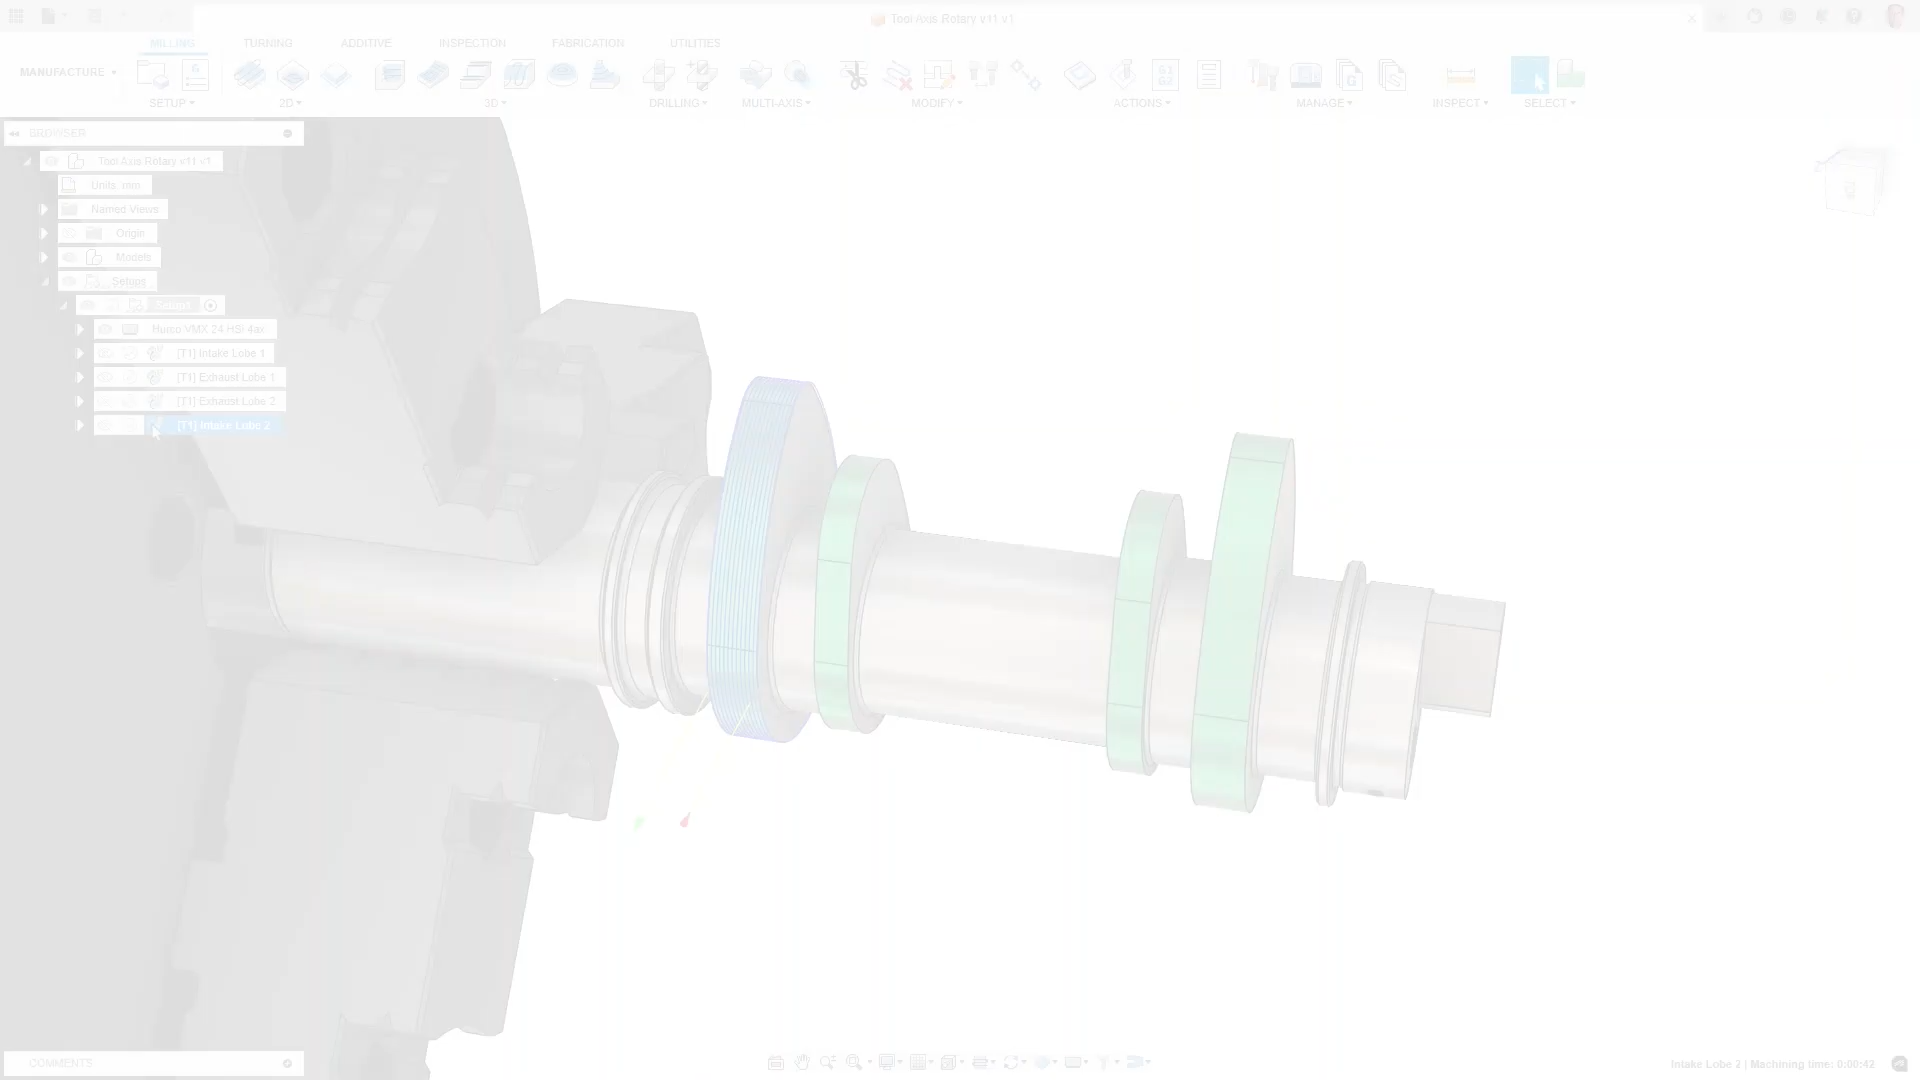 Tool Axis Rotary v11 v1
MILLING TURNING ADDITIVE INSPECTION FABRICATION UTILITIES
MANUFACTURE
SETUP 2D 3D DRILLING MULTI-AXIS MODIFY ACTIONS MANAGE INSPECT SELECT
BROWSER
Tool Axis Rotary v11 v1
Units: mm
Named Views
Origin
Models
Setups
Setup1
Hurco VMX 24 HSi 4ax
[T1] Intake Lobe 1
[T1] Exhaust Lobe 1
[T1] Exhaust Lobe 2
[T1] Intake Lobe 2
COMMENTS
Intake Lobe 2 | Machining time: 0:00:42